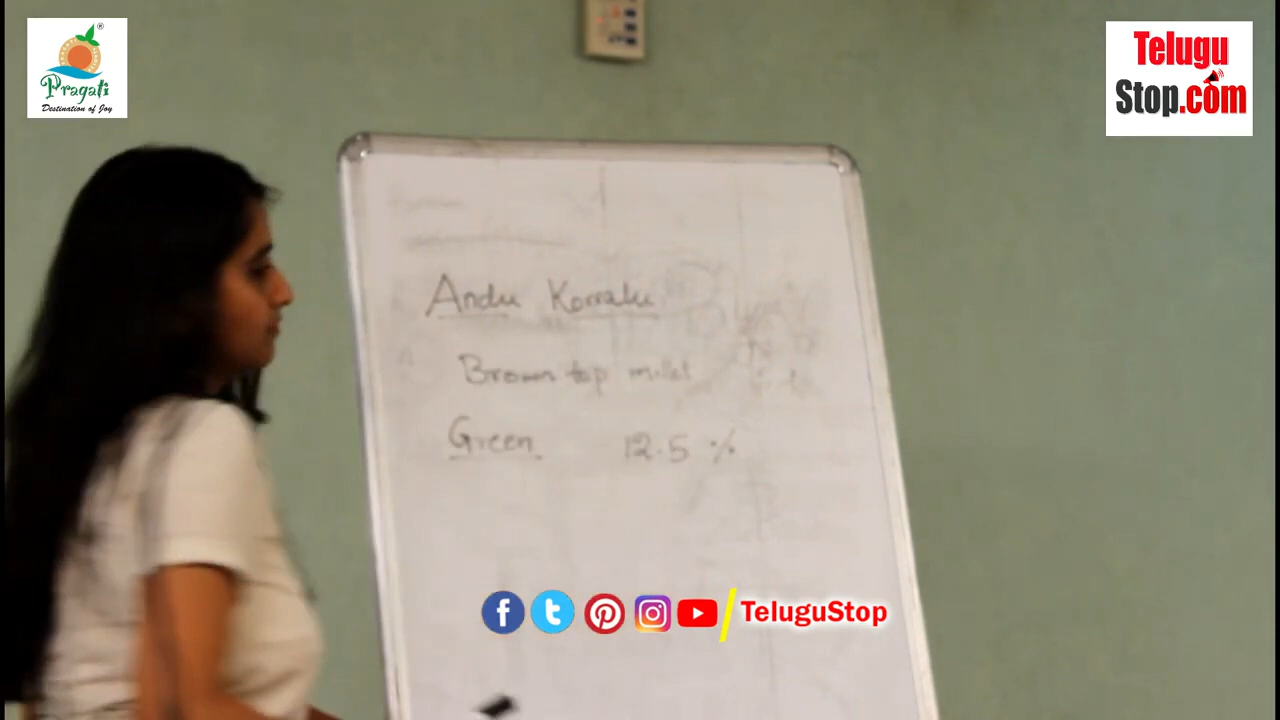 Pragati
Destination of Joy
Telugu
Stop.com
Andu Korralu
Brown top millet
Green 12.5 %
TeluguStop